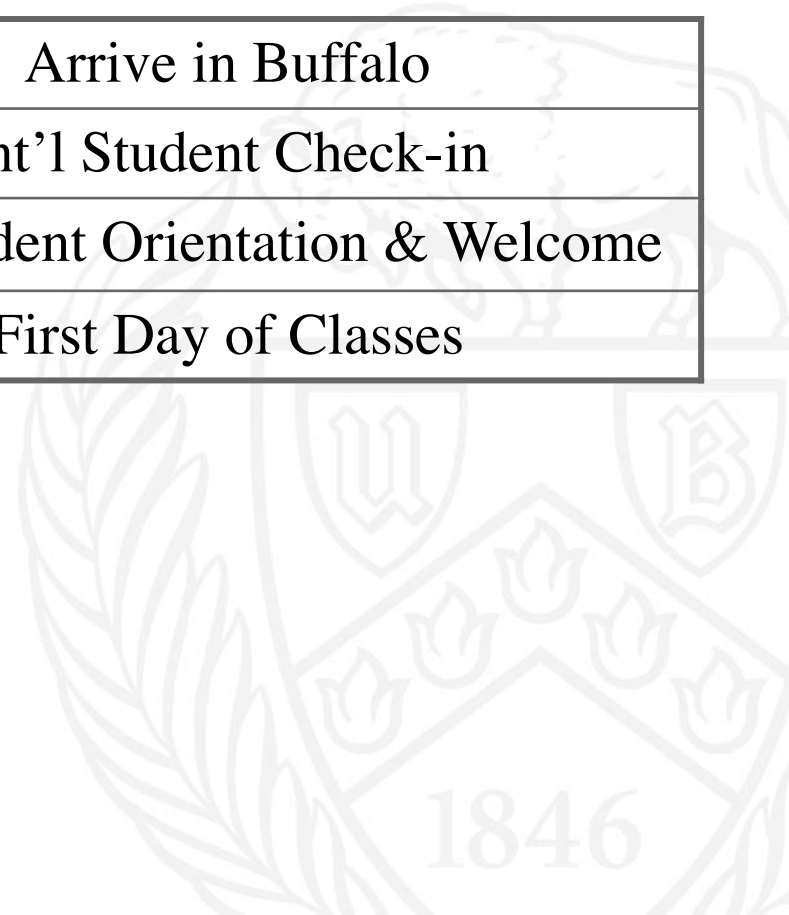 Arrive in Buffalo
nt’l Student Check-in
dent Orientation & Welcome
First Day of Classes
U B
1846